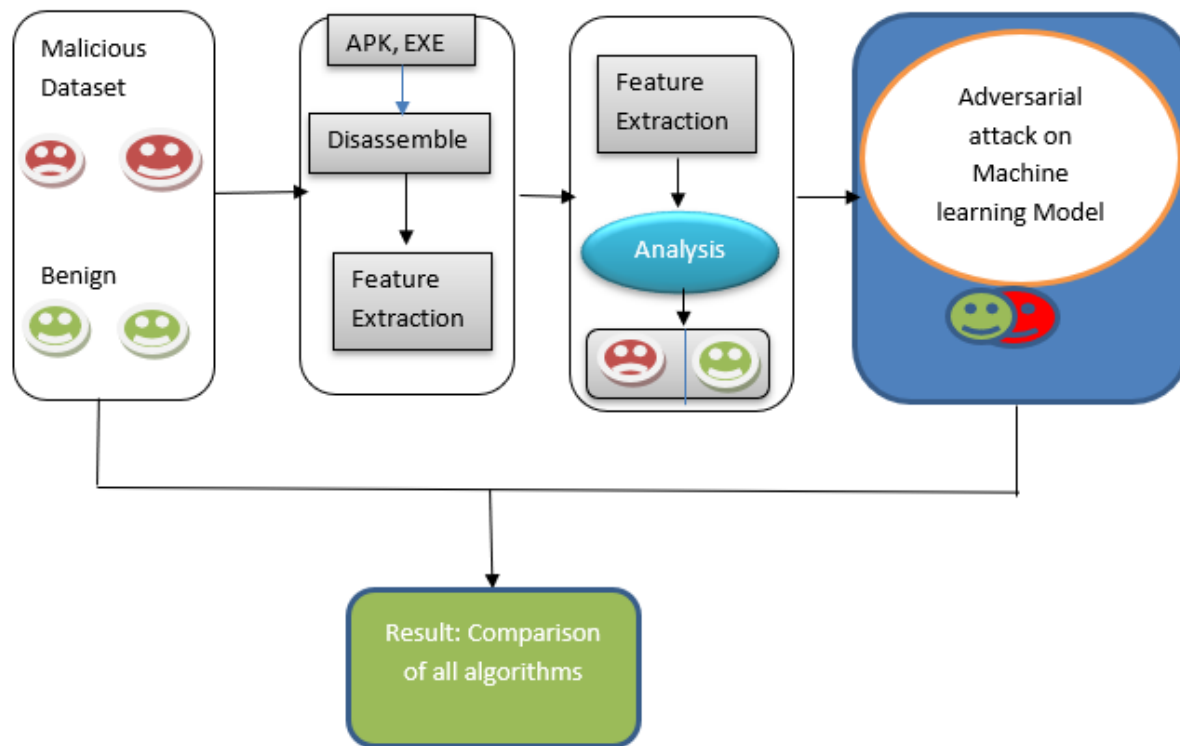 Malicious
Dataset
Benign
APK, EXE
Disassemble
Feature
Extraction
Feature
Extraction
Analysis
Adversarial
attack on
Machine
learning Model
Result: Comparison
of all algorithms